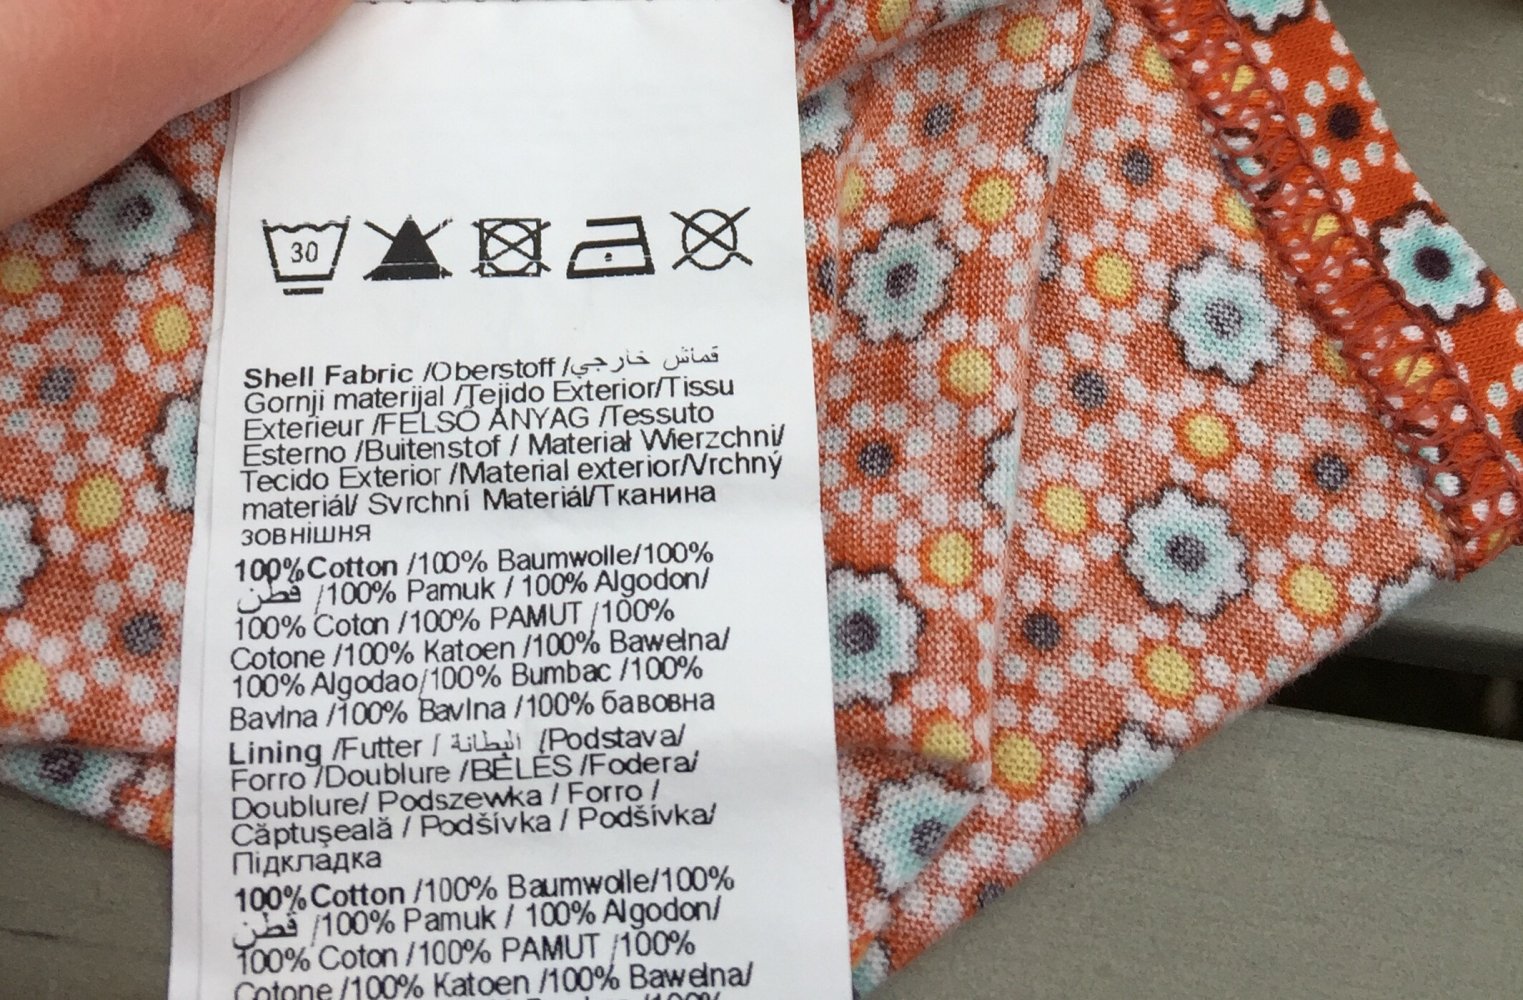 30
Shell Fabric /Oberstoff /قماش خارجي
Gornji materijal /Tejido Exterior/Tissu
Exterieur /FELSŐ ANYAG /Tessuto
Esterno /Buitenstof / Materiał Wierzchni/
Tecido Exterior /Material exterior/Vrchný
materiál/ Svrchní Materiál/Тканина
зовнішня
100%Cotton /100% Baumwolle/100%
قطن /100% Pamuk / 100% Algodon/
100% Coton /100% PAMUT /100%
Cotone /100% Katoen /100% Bawełna/
100% Algodao/100% Bumbac /100%
Bavlna /100% Bavlna /100% бавовна
Lining /Futter / البطانة /Podstava/
Forro /Doublure /BÉLÉS /Fodera/
Doublure/ Podszewka / Forro /
Căptuşeală / Podšívka / Podšívka/
Підкладка
100%Cotton /100% Baumwolle/100%
قطن /100% Pamuk / 100% Algodon/
100% Coton /100% PAMUT /100%
Cotone /100% Katoen /100% Bawełna/